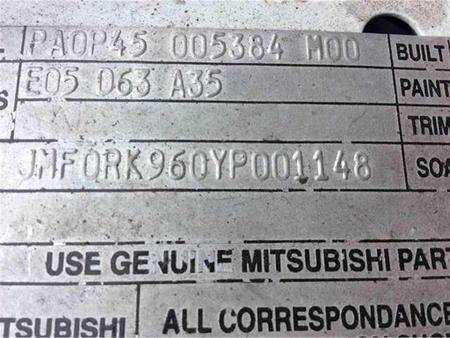 L. PA0P45 005384 M00 BUILT
S E05 063 A35 PAINT
TRIM
JMF0RK960YP001148 SOA
USE GENUINE MITSUBISHI PART
TSUBISHI ALL CORRESPONDANCE